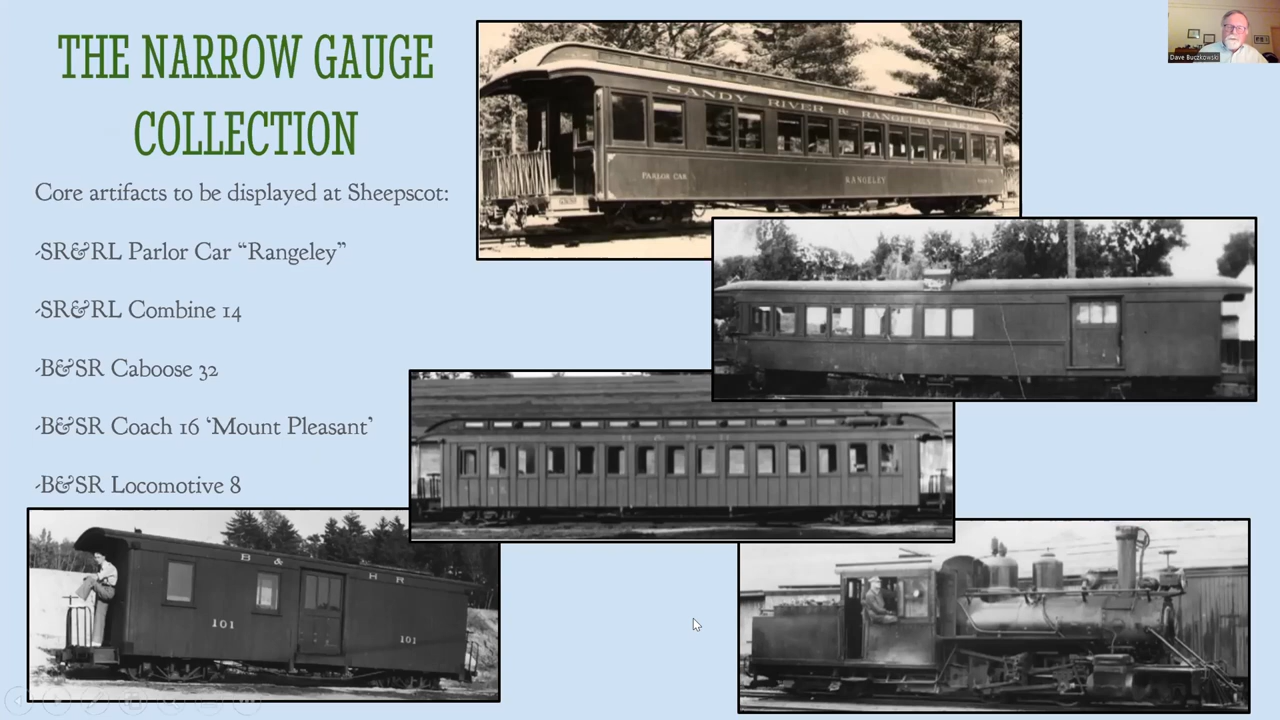 THE NARROW GAUGE
COLLECTION
Core artifacts to be displayed at Sheepscot:
-SR&RL Parlor Car “Rangeley”
-SR&RL Combine 14
-B&SR Caboose 32
-B&SR Coach 16 ‘Mount Pleasant’
-B&SR Locomotive 8
SANDY RIVER & RANGELEY LAKES
PARLOR CAR
RANGELEY
B & H R
101
101
Dave Buczkowski